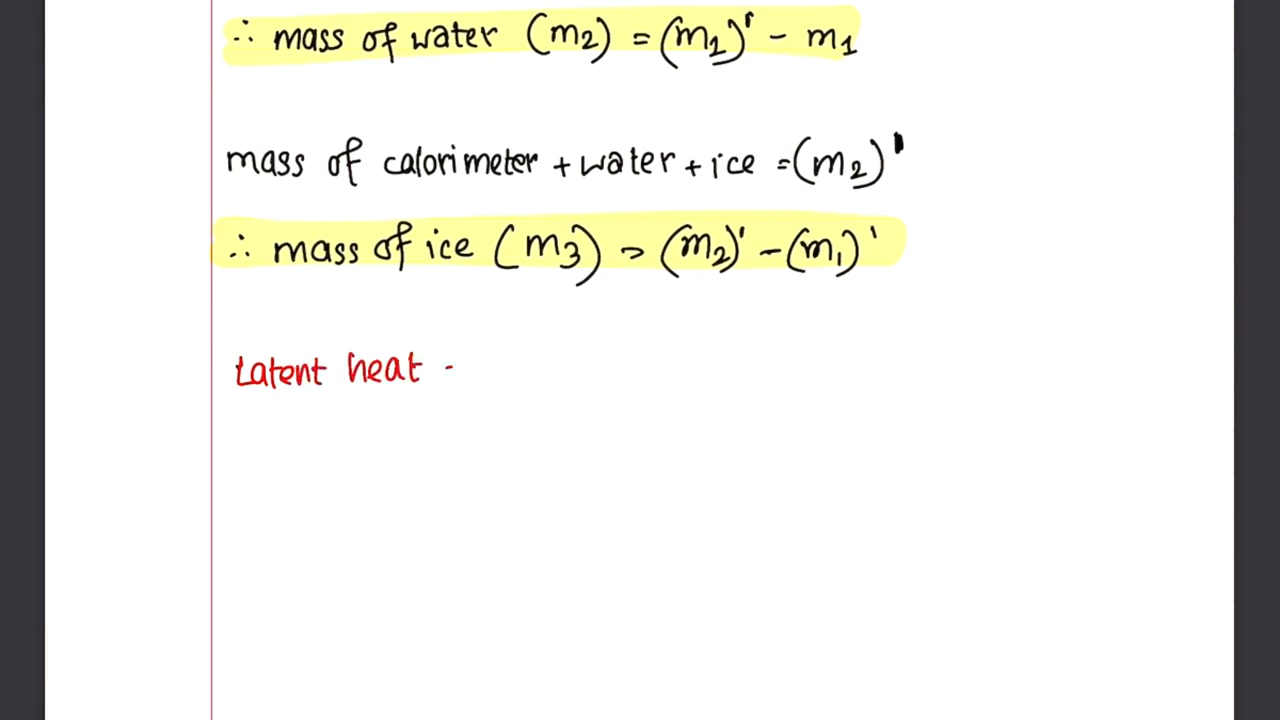 ∴ mass of water (m2) = (m1)' - m1
mass of calorimeter + water + ice = (m2)'
∴ mass of ice (m3) = (m2)' - (m1)'
Latent heat -